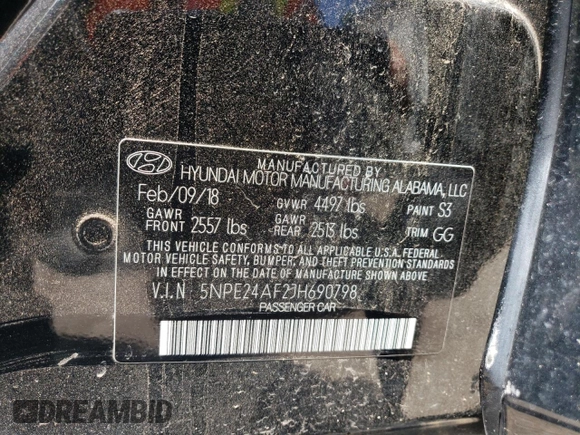 MANUFACTURED BY
HYUNDAI MOTOR MANUFACTURING ALABAMA, LLC
Feb/09/18 GVWR 4497 lbs PAINT S3
GAWR FRONT 2557 lbs GAWR REAR 2513 lbs TRIM GG
THIS VEHICLE CONFORMS TO ALL APPLICABLE U.S.A. FEDERAL
MOTOR VEHICLE SAFETY, BUMPER, AND THEFT PREVENTION STANDARDS
IN EFFECT ON THE DATE OF MANUFACTURE SHOWN ABOVE
V.I.N 5NPE24AF2JH690798
PASSENGER CAR
DREAMBID